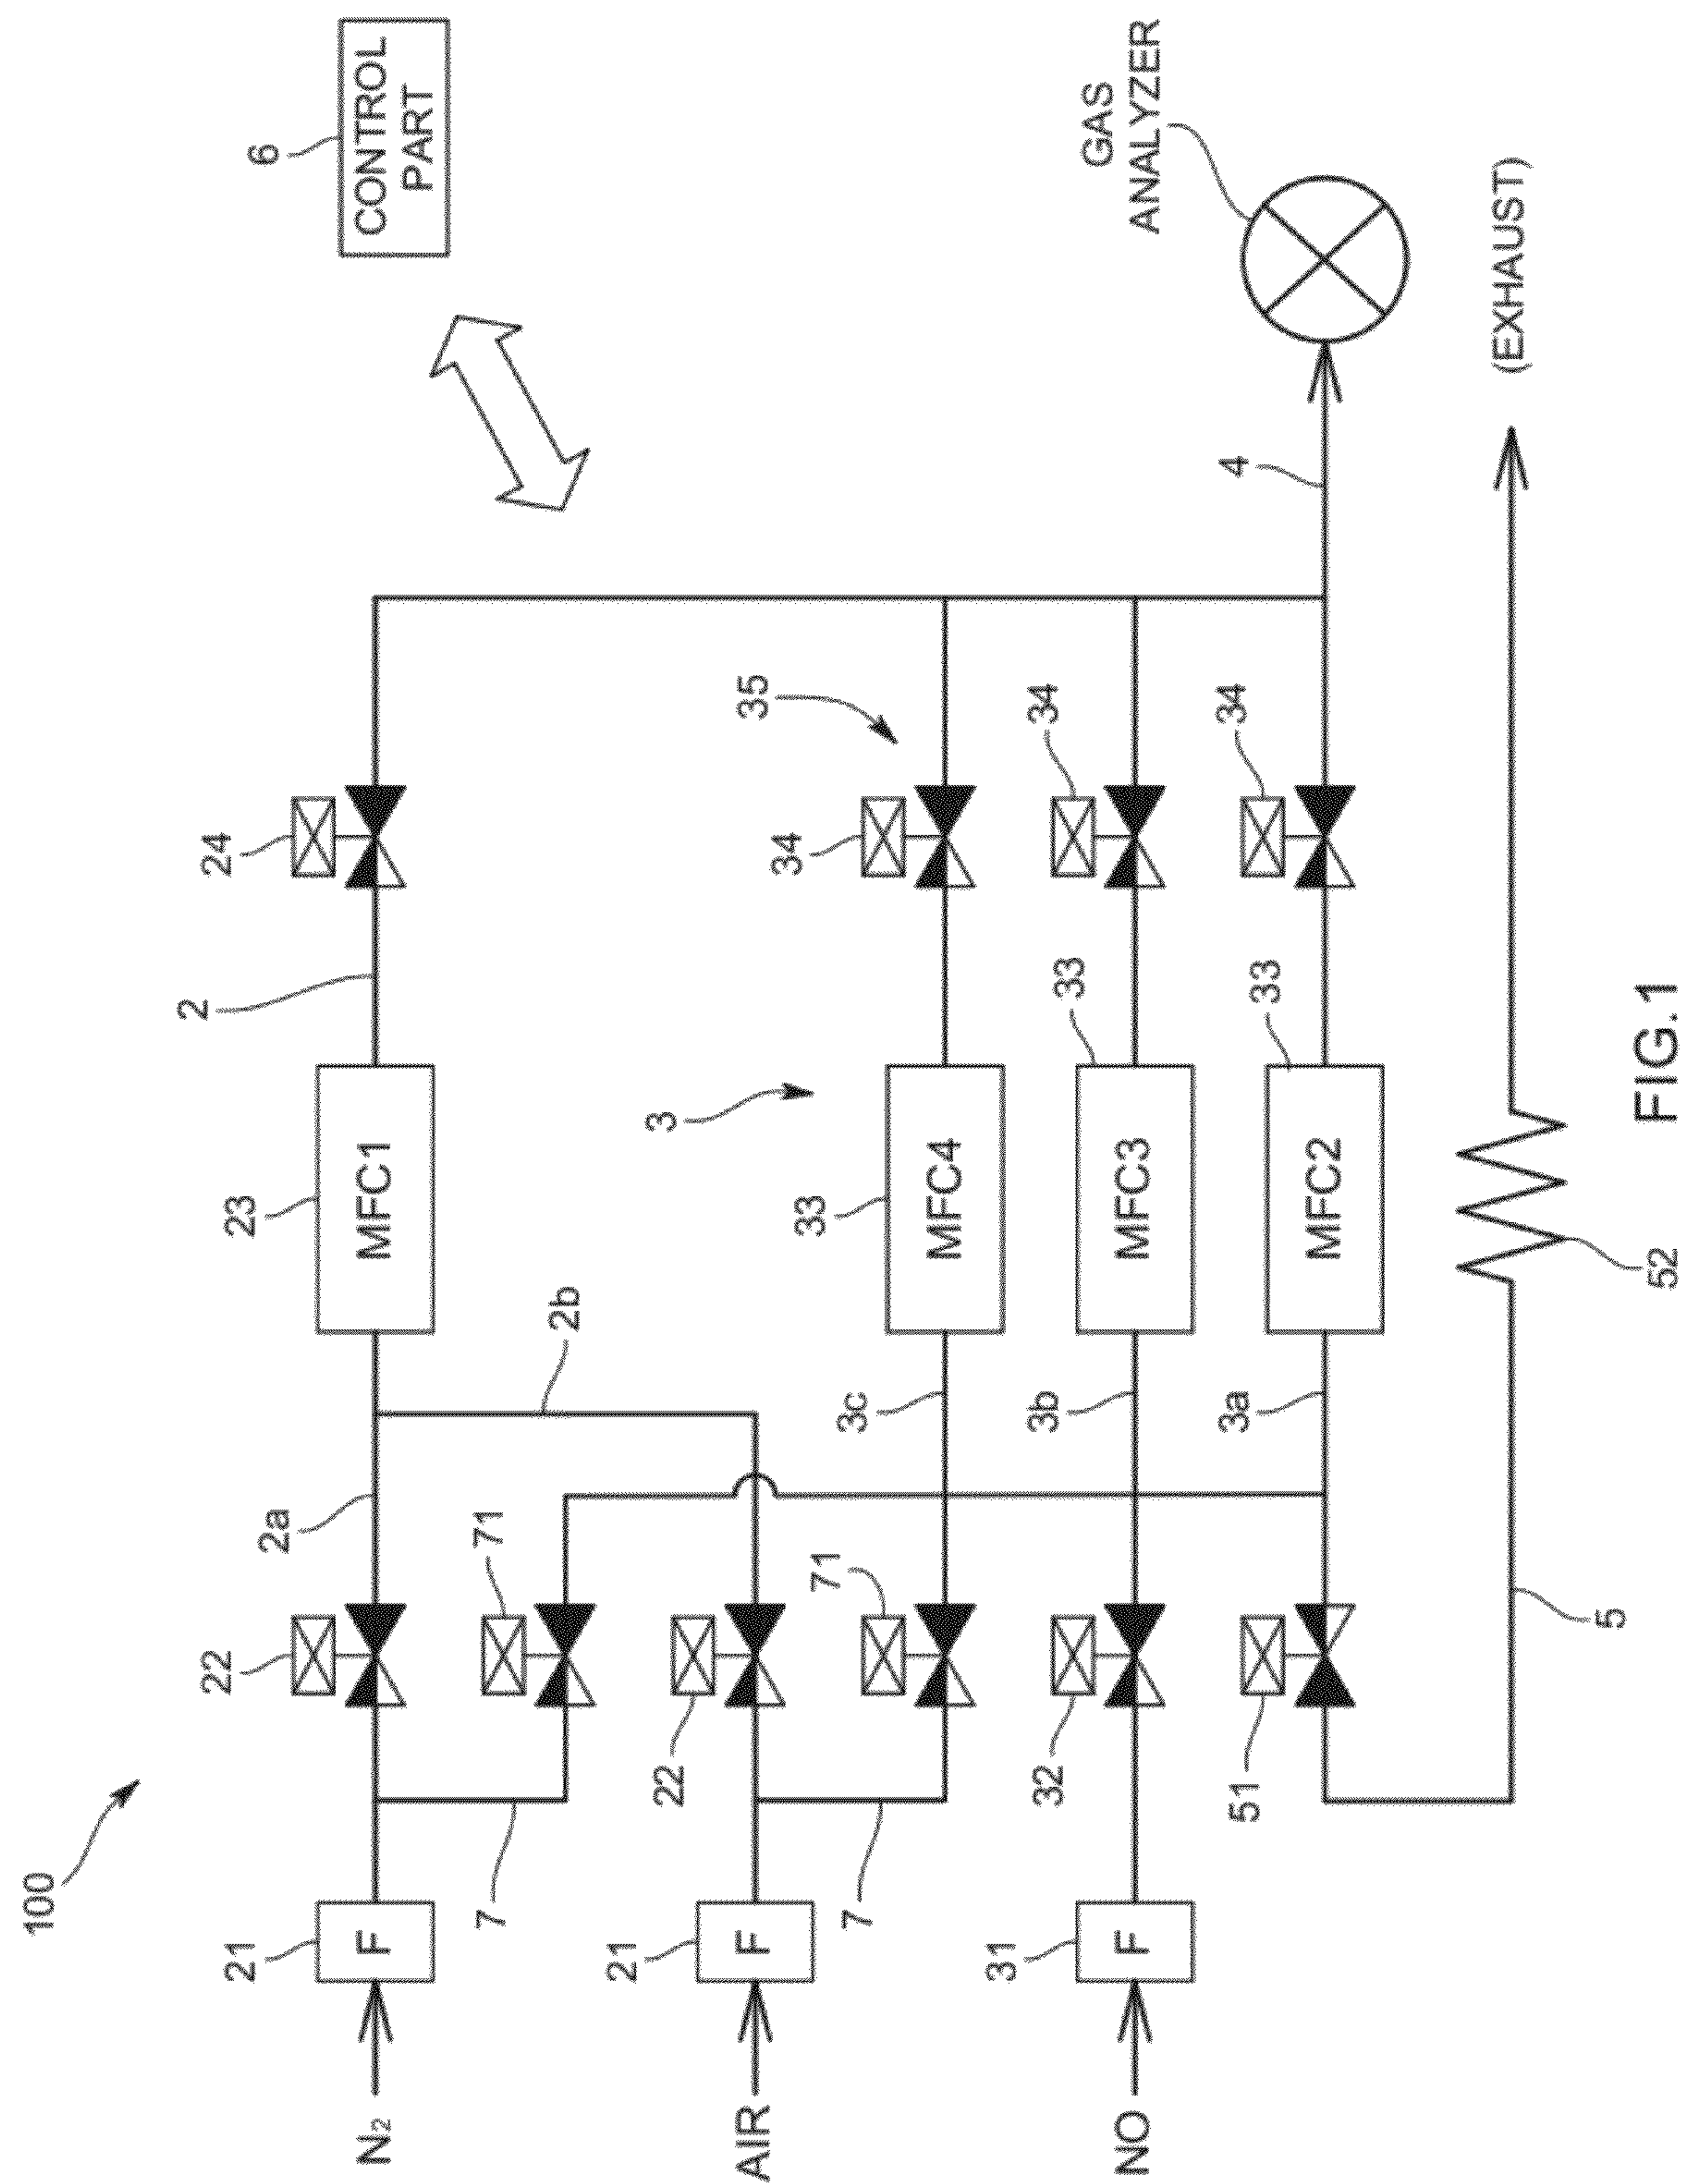 100
6
CONTROL
PART
N₂
21
F
22
2a
23
MFC1
2
24
7
71
2b
AIR
21
F
22
7
71
3c
33
MFC4
3
34
35
NO
31
F
32
3b
MFC3
33
34
51
3a
MFC2
33
34
4
GAS
ANALYZER
5
52
(EXHAUST)
FIG.1